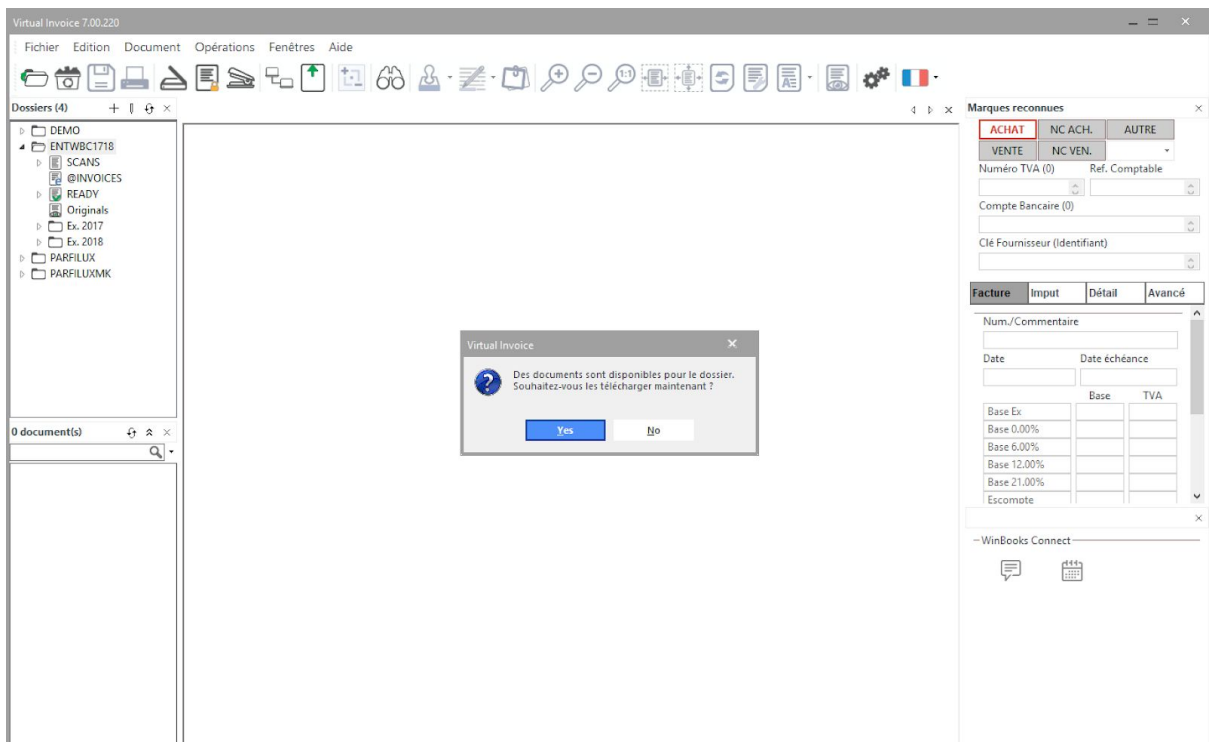 Virtual Invoice 7.00.220
Fichier Edition Document Opérations Fenêtres Aide
1:1
Dossiers (4)
DEMO
ENTWBC1718
SCANS
@INVOICES
READY
Originals
Ex. 2017
Ex. 2018
PARFILUX
PARFILUXMK
0 document(s)
Virtual Invoice
Des documents sont disponibles pour le dossier.
Souhaitez-vous les télécharger maintenant ?
Yes No
Marques reconnues
ACHAT NC ACH. AUTRE
VENTE NC VEN.
Numéro TVA (0) Ref. Comptable
Compte Bancaire (0)
Clé Fournisseur (Identifiant)
Facture Imput Détail Avancé
Num./Commentaire
Date Date échéance
Base TVA
Base Ex
Base 0.00%
Base 6.00%
Base 12.00%
Base 21.00%
Escompte
WinBooks Connect